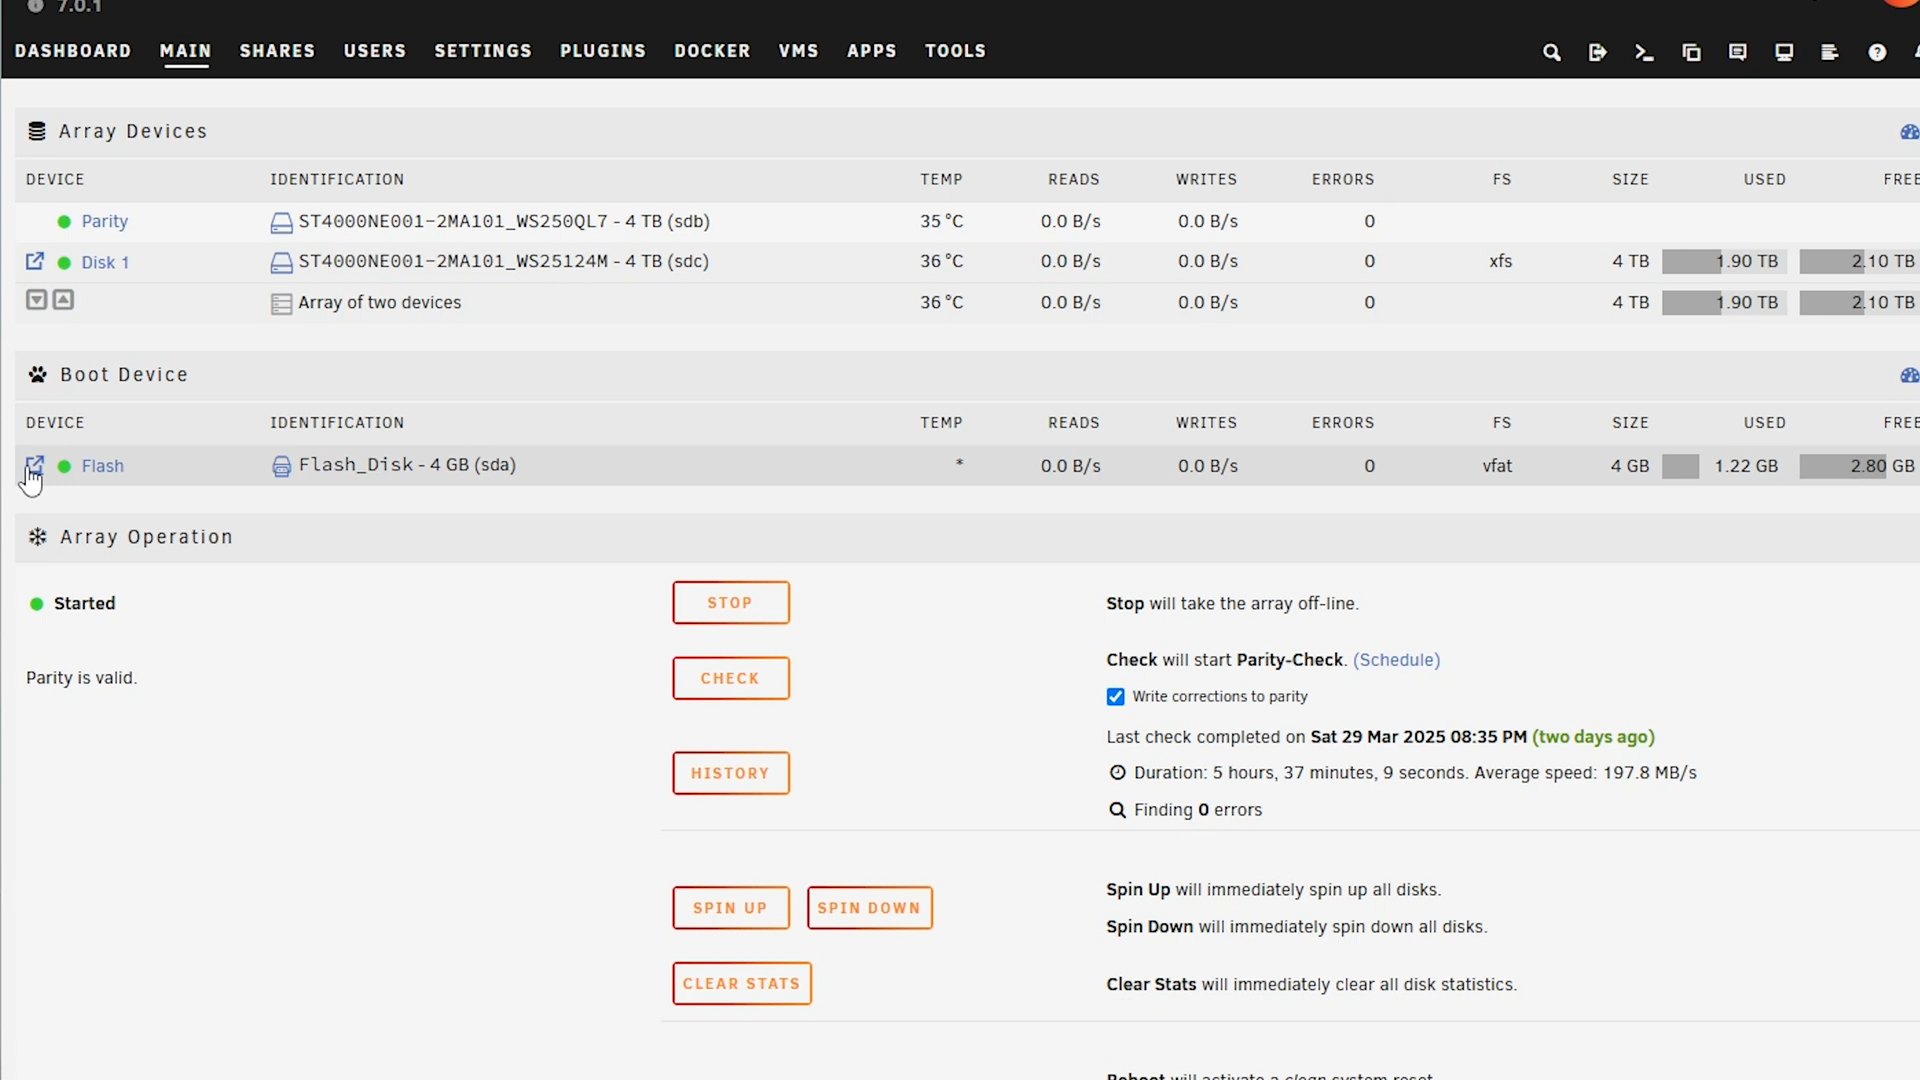 7.0.1
DASHBOARD MAIN SHARES USERS SETTINGS PLUGINS DOCKER VMS APPS TOOLS
Array Devices
DEVICE IDENTIFICATION TEMP READS WRITES ERRORS FS SIZE USED FREE
Parity ST4000NE001-2MA101_WS250QL7 - 4 TB (sdb) 35 °C 0.0 B/s 0.0 B/s 0
Disk 1 ST4000NE001-2MA101_WS25124M - 4 TB (sdc) 36 °C 0.0 B/s 0.0 B/s 0 xfs 4 TB 1.90 TB 2.10 TB
Array of two devices 36 °C 0.0 B/s 0.0 B/s 0 4 TB 1.90 TB 2.10 TB
Boot Device
DEVICE IDENTIFICATION TEMP READS WRITES ERRORS FS SIZE USED FREE
Flash Flash_Disk - 4 GB (sda) * 0.0 B/s 0.0 B/s 0 vfat 4 GB 1.22 GB 2.80 GB
Array Operation
Started STOP Stop will take the array off-line.
Parity is valid. CHECK Check will start Parity-Check. (Schedule)
Write corrections to parity
Last check completed on Sat 29 Mar 2025 08:35 PM (two days ago)
HISTORY Duration: 5 hours, 37 minutes, 9 seconds. Average speed: 197.8 MB/s
Finding 0 errors
SPIN UP SPIN DOWN Spin Up will immediately spin up all disks.
Spin Down will immediately spin down all disks.
CLEAR STATS Clear Stats will immediately clear all disk statistics.
Reboot will activate a clean system reset.